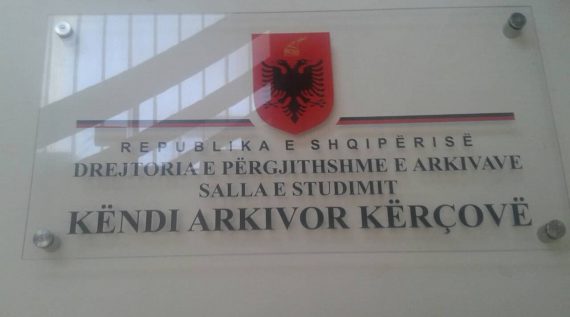 REPUBLIKA E SHQIPËRISË
DREJTORIA E PËRGJITHSHME E ARKIVAVE
SALLA E STUDIMIT
KËNDI ARKIVOR KËRÇOVË